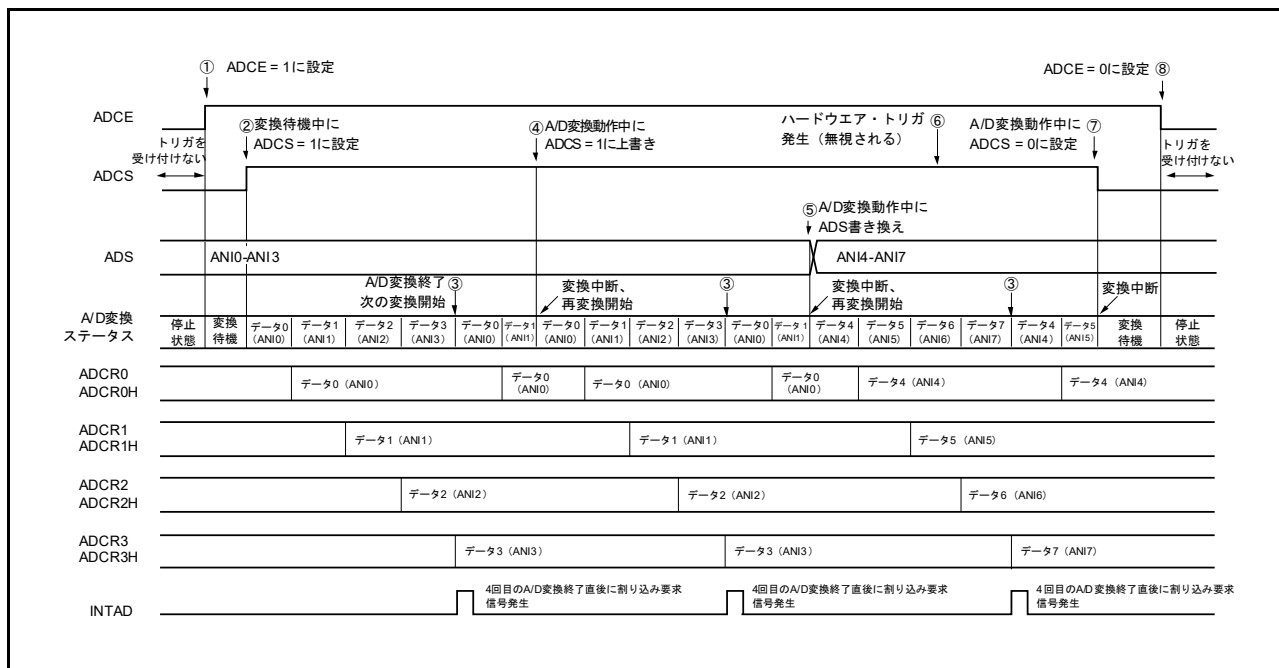 ① ADCE = 1に設定
ADCE = 0に設定 ⑧
ADCE
トリガを
受け付けない
②変換待機中に
ADCS = 1に設定
④A/D変換動作中に
ADCS = 1に上書き
ハードウエア・トリガ ⑥
発生（無視される）
A/D変換動作中に ⑦
ADCS = 0に設定
トリガを
受け付けない
ADCS
⑤A/D変換動作中に
ADS書き換え
ADS
ANI0-ANI3
ANI4-ANI7
A/D変換終了 ③
次の変換開始
変換中断、
再変換開始
③
変換中断、
再変換開始
③
変換中断
A/D変換
ステータス
停止
状態
変換
待機
データ0
(ANI0)
データ1
(ANI1)
データ2
(ANI2)
データ3
(ANI3)
データ0
(ANI0)
データ1
(ANI1)
データ0
(ANI0)
データ1
(ANI1)
データ2
(ANI2)
データ3
(ANI3)
データ0
(ANI0)
データ1
(ANI1)
データ4
(ANI4)
データ5
(ANI5)
データ6
(ANI6)
データ7
(ANI7)
データ4
(ANI4)
データ5
(ANI5)
変換
待機
停止
状態
ADCR0
ADCR0H
データ0（ANI0）
データ0
(ANI0)
データ0（ANI0）
データ0
(ANI0)
データ4（ANI4）
データ4（ANI4）
ADCR1
ADCR1H
データ1（ANI1）
データ1（ANI1）
データ5（ANI5）
ADCR2
ADCR2H
データ2（ANI2）
データ2（ANI2）
データ6（ANI6）
ADCR3
ADCR3H
データ3（ANI3）
データ3（ANI3）
データ7（ANI7）
INTAD
4回目のA/D変換終了直後に割り込み要求
信号発生
4回目のA/D変換終了直後に割り込み要求
信号発生
4回目のA/D変換終了直後に割り込み要求
信号発生